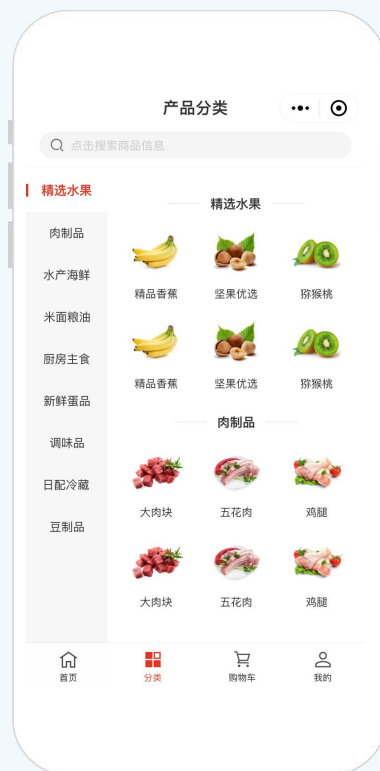 产品分类
点击搜索商品信息
精选水果
肉制品
水产海鲜
米面粮油
厨房主食
新鲜蛋品
调味品
日配冷藏
豆制品
精选水果
精品香蕉 坚果优选 猕猴桃
精品香蕉 坚果优选 猕猴桃
肉制品
大肉块 五花肉 鸡腿
大肉块 五花肉 鸡腿
首页 分类 购物车 我的